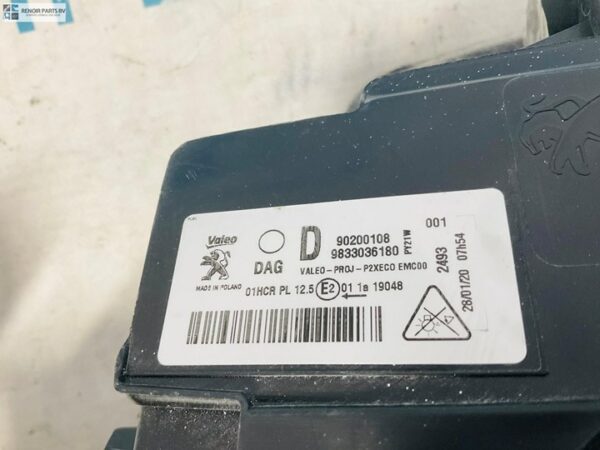 RENOIR PARTS BV
Valeo
MADE IN POLAND
DAG
D
90200108
9833036180
PY21W
001
2493
28/01/20 07h54
VALEO-PROJ-P2XECO EMC00
01HCR PL 12.5 E2 01 1a 19048